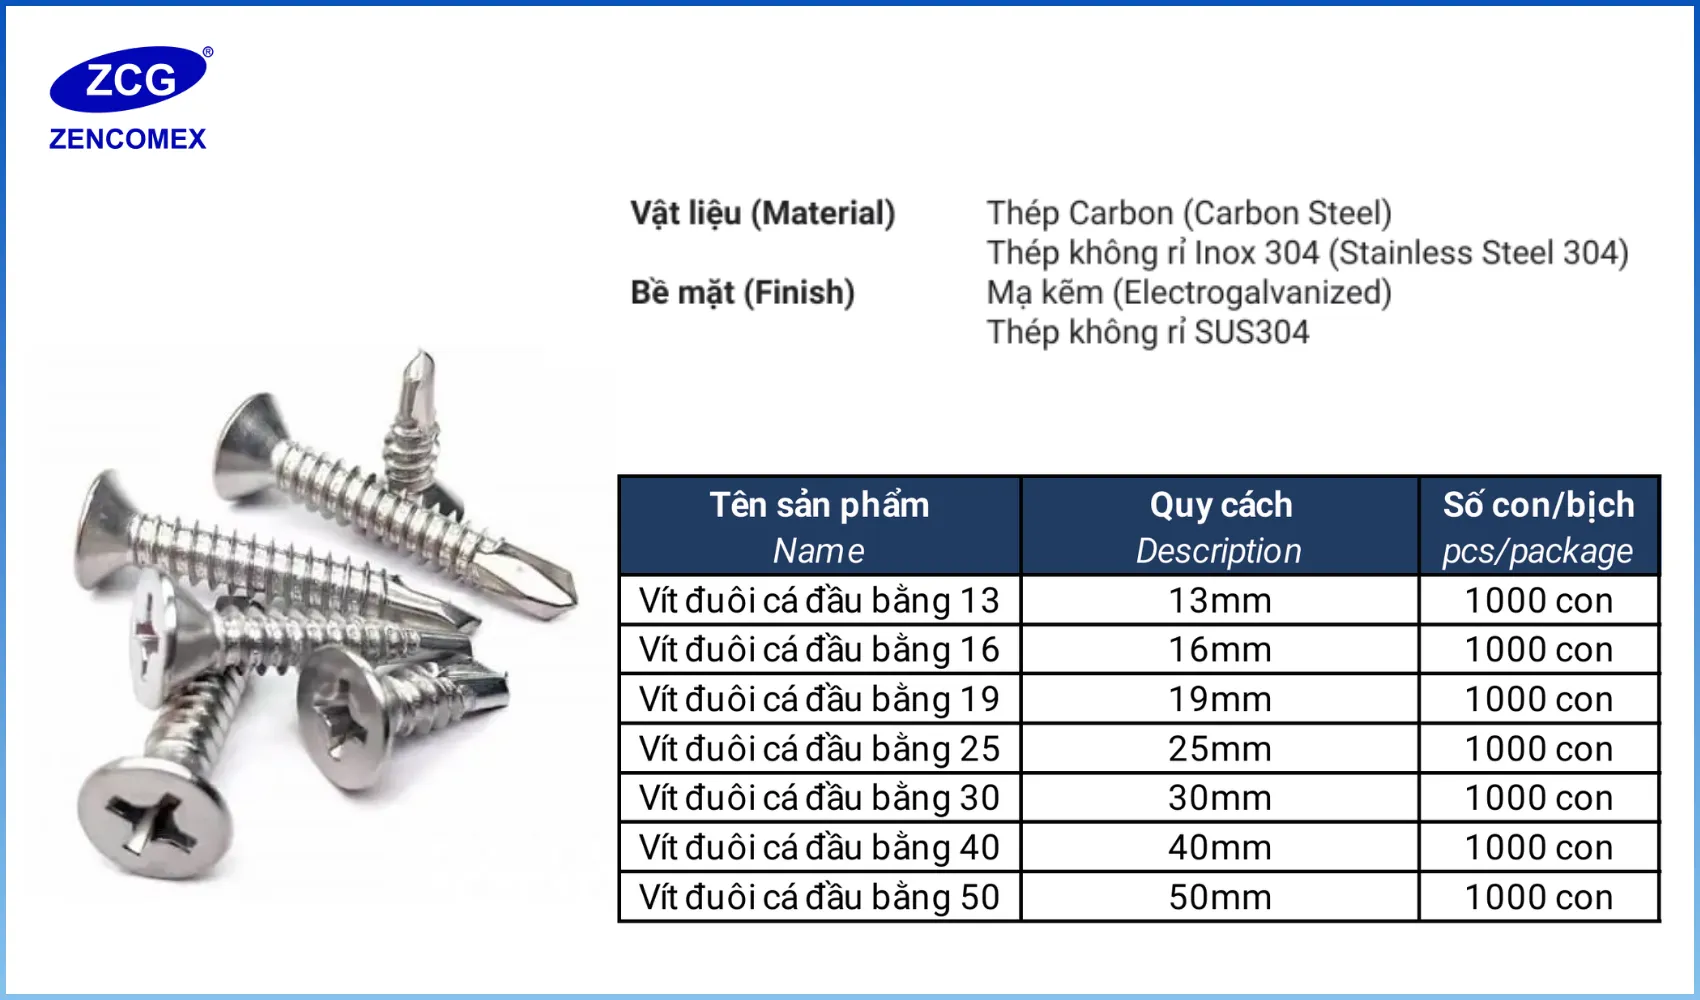 ZCG®
ZENCOMEX
Vật liệu (Material) Thép Carbon (Carbon Steel)
Thép không rỉ Inox 304 (Stainless Steel 304)
Bề mặt (Finish) Mạ kẽm (Electrogalvanized)
Thép không rỉ SUS304
Tên sản phẩm Quy cách Số con/bịch
Name Description pcs/package
Vít đuôi cá đầu bằng 13 13mm 1000 con
Vít đuôi cá đầu bằng 16 16mm 1000 con
Vít đuôi cá đầu bằng 19 19mm 1000 con
Vít đuôi cá đầu bằng 25 25mm 1000 con
Vít đuôi cá đầu bằng 30 30mm 1000 con
Vít đuôi cá đầu bằng 40 40mm 1000 con
Vít đuôi cá đầu bằng 50 50mm 1000 con